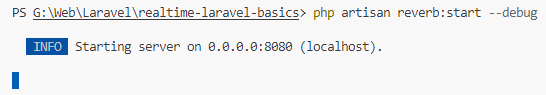 PS G:\Web\Laravel\realtime-laravel-basics> php artisan reverb:start --debug
INFO Starting server on 0.0.0.0:8080 (localhost).